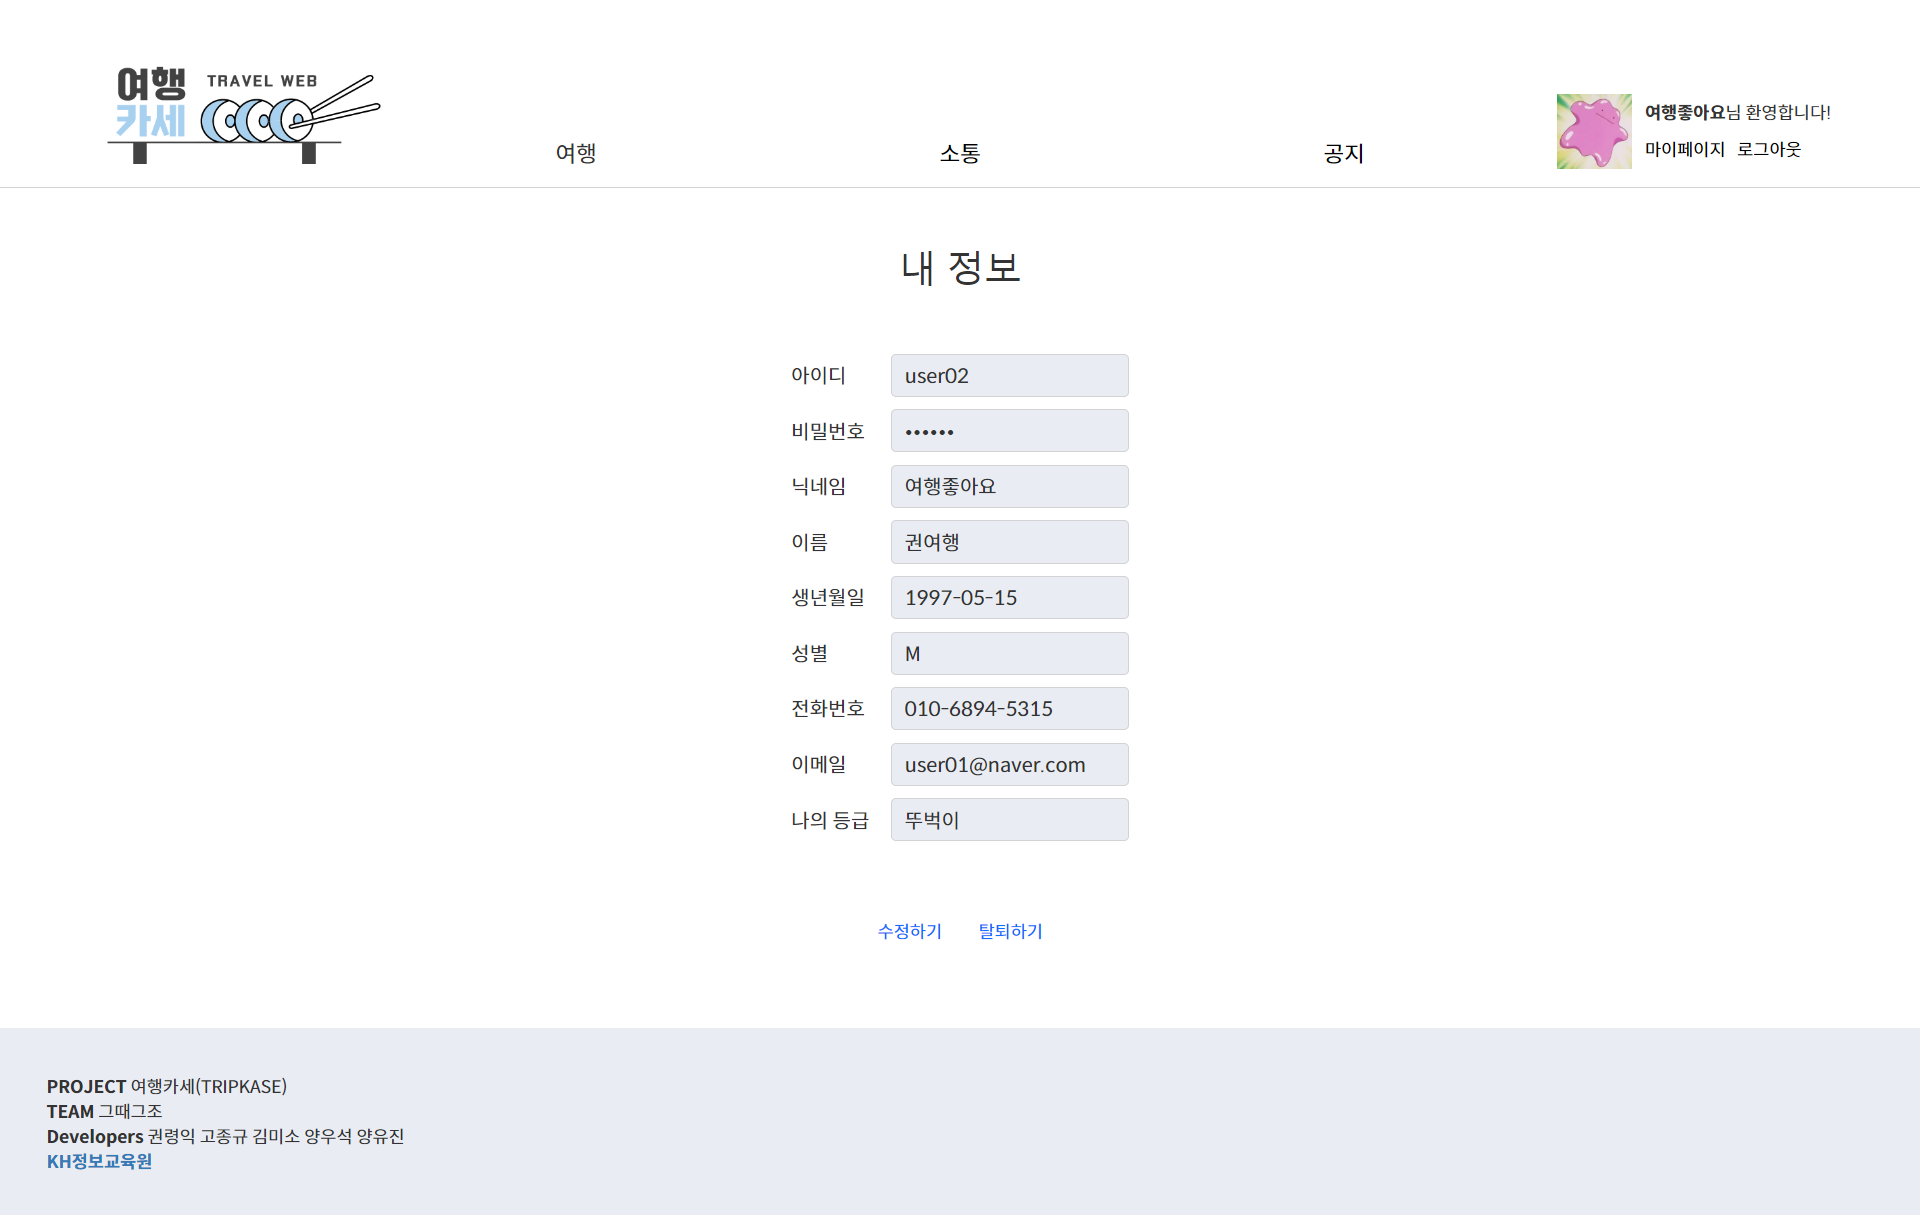 여행 TRAVEL WEB
카세
여행
소통
공지
여행좋아요님 환영합니다!
마이페이지 로그아웃
내 정보
아이디 user02
비밀번호 ••••••
닉네임 여행좋아요
이름 권여행
생년월일 1997-05-15
성별 M
전화번호 010-6894-5315
이메일 user01@naver.com
나의 등급 뚜벅이
수정하기 탈퇴하기
PROJECT 여행카세(TRIPKASE)
TEAM 그때그조
Developers 권령익 고종규 김미소 양우석 양유진
KH정보교육원